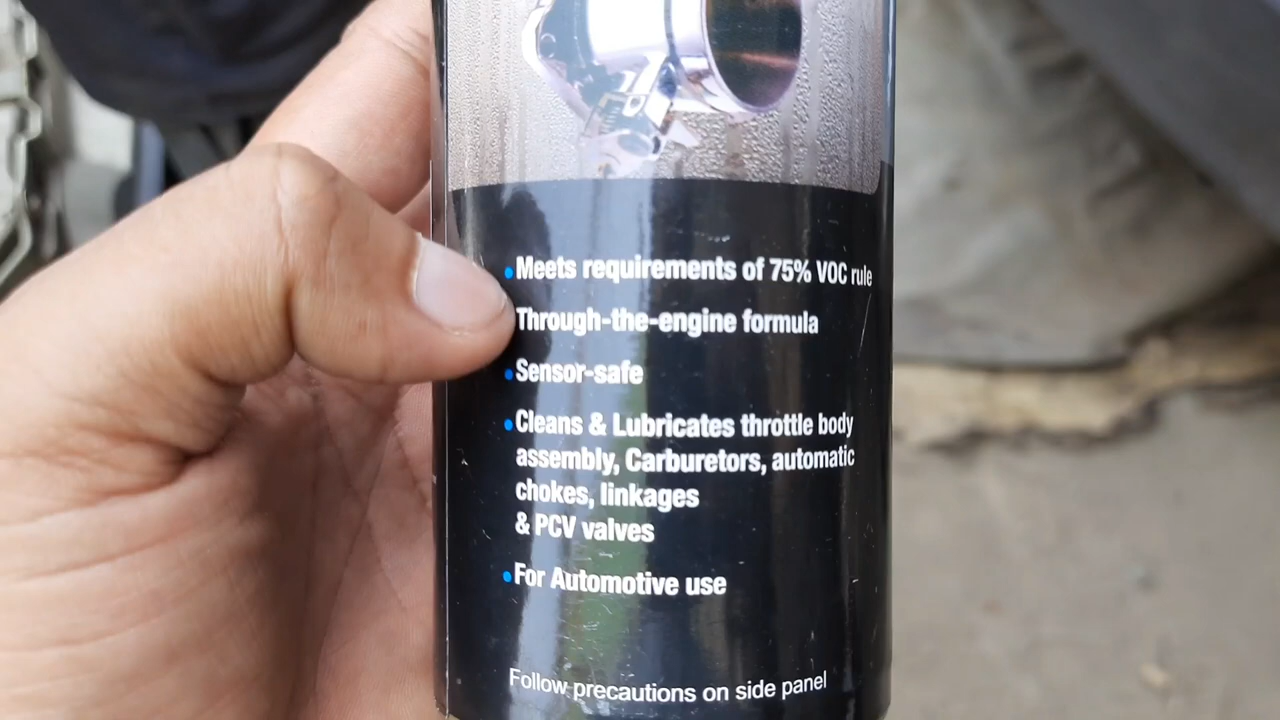 •Meets requirements of 75% VOC rule
Through-the-engine formula
•Sensor-safe
•Cleans & Lubricates throttle body
assembly, Carburetors, automatic
chokes, linkages
& PCV valves
•For Automotive use
Follow precautions on side panel